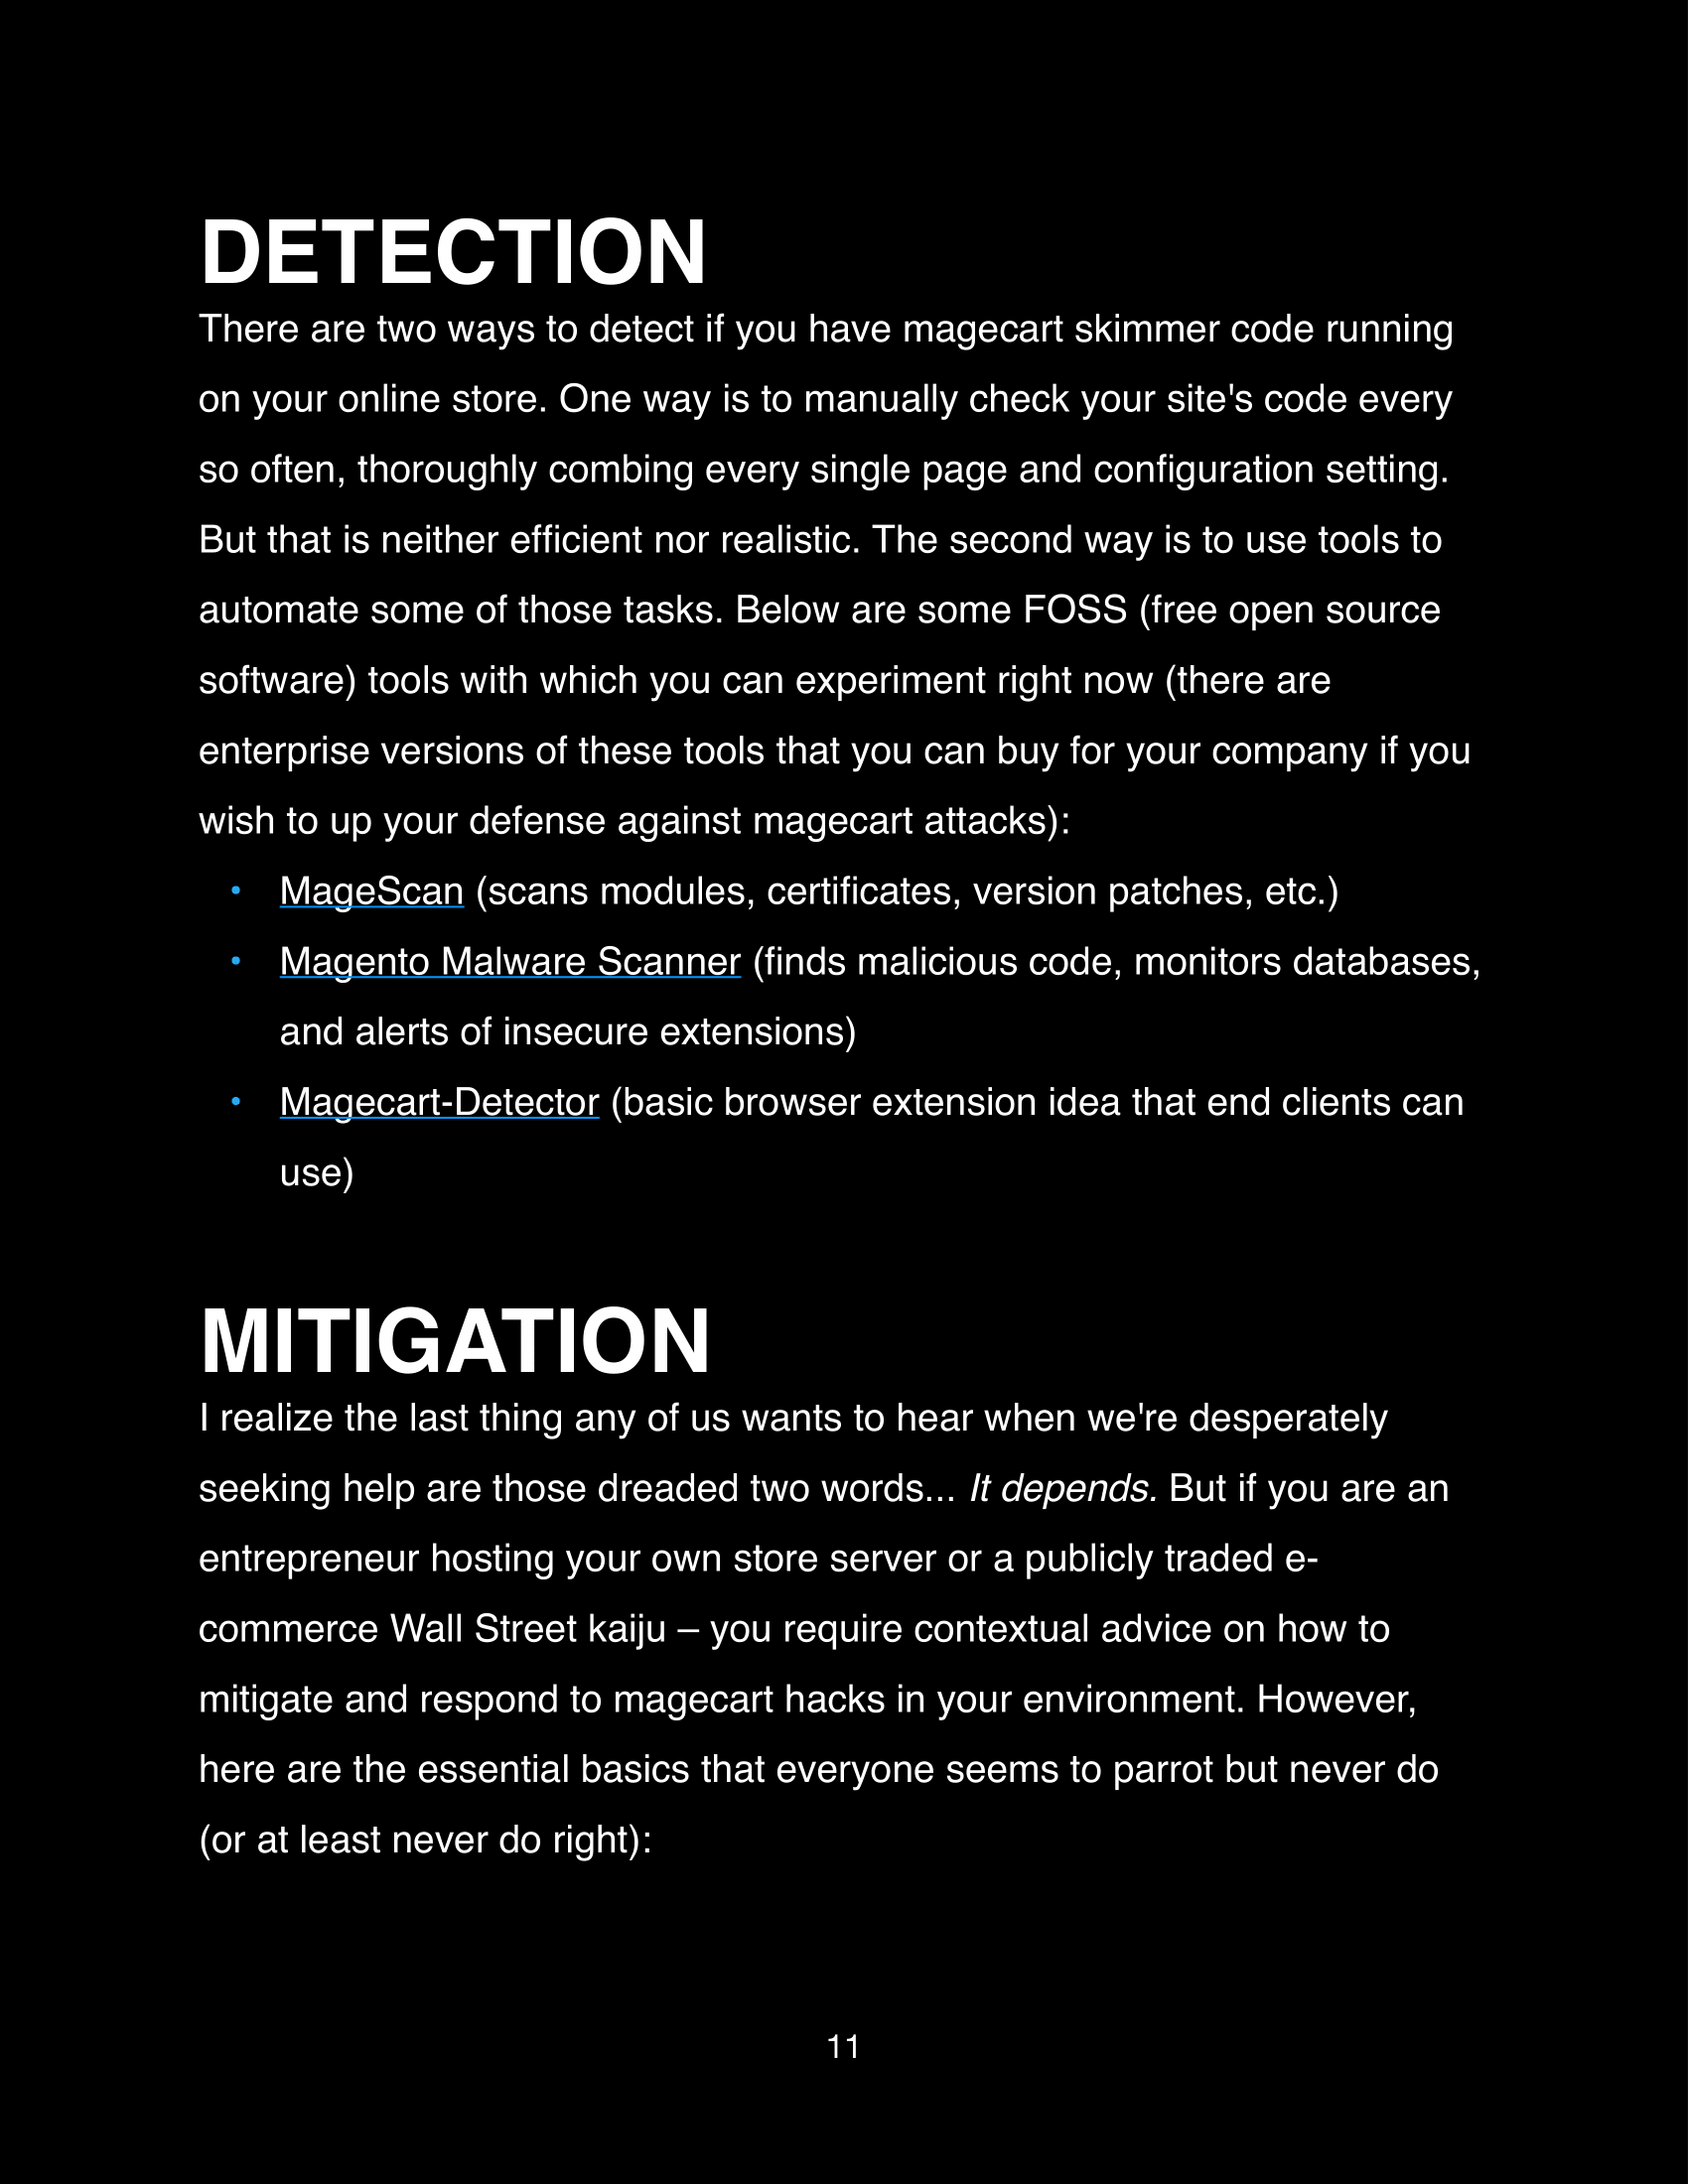 DETECTION
There are two ways to detect if you have magecart skimmer code running
on your online store. One way is to manually check your site's code every
so often, thoroughly combing every single page and configuration setting.
But that is neither efficient nor realistic. The second way is to use tools to
automate some of those tasks. Below are some FOSS (free open source
software) tools with which you can experiment right now (there are
enterprise versions of these tools that you can buy for your company if you
wish to up your defense against magecart attacks):
• MageScan (scans modules, certificates, version patches, etc.)
• Magento Malware Scanner (finds malicious code, monitors databases,
and alerts of insecure extensions)
• Magecart-Detector (basic browser extension idea that end clients can
use)
MITIGATION
I realize the last thing any of us wants to hear when we're desperately
seeking help are those dreaded two words... It depends. But if you are an
entrepreneur hosting your own store server or a publicly traded e-
commerce Wall Street kaiju – you require contextual advice on how to
mitigate and respond to magecart hacks in your environment. However,
here are the essential basics that everyone seems to parrot but never do
(or at least never do right):
11